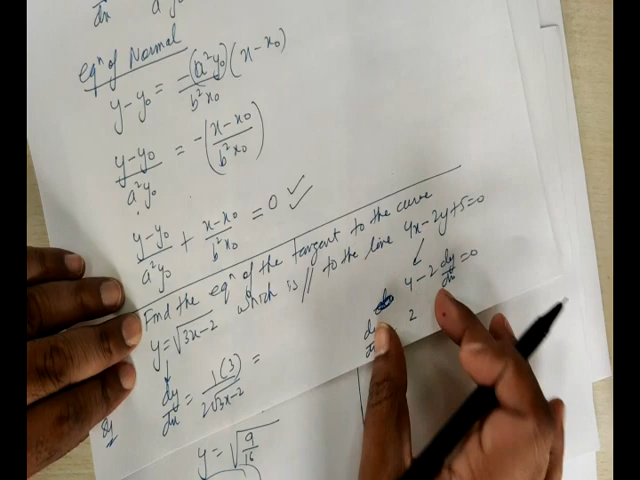 dx
Eqn of Normal
y-y₀ = -(a²y₀)/(b²x₀) (x-x₀)
(y-y₀)/(a²y₀) = -((x-x₀)/(b²x₀))
(y-y₀)/(a²y₀) + (x-x₀)/(b²x₀) = 0 ✓✓
Find the eqn of the tangent to the curve
y=√(3x-2) which is // to the line 4x-2y+5=0
4-2 dy/dx =0
dy/dx = 1(3)/(2√(3x-2)) =
2
y=√(9/16)